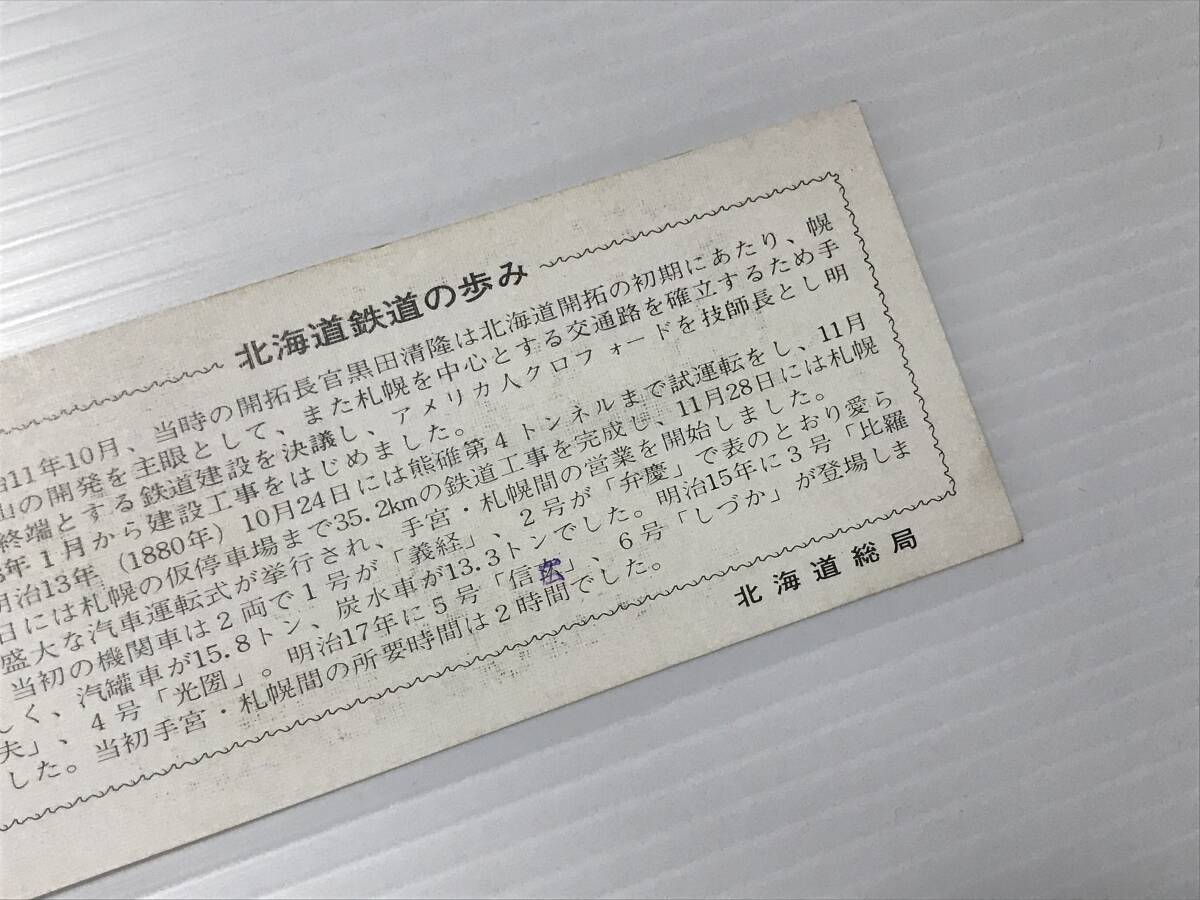 北海道鉄道の歩み
治11年10月、当時の開拓長官黒田清隆は北海道開拓の初期にあたり、幌
山の開発を主眼として、また札幌を中心とする交通路を確立するため手
終端とする鉄道建設を決議し、アメリカ人クロフォードを技師長とし明
年1月から建設工事をはじめました。
明治13年（1880年）10月24日には熊碓第4トンネルまで試運転をし、11月
日には札幌の仮停車場まで35.2kmの鉄道工事を完成し、11月28日には札幌
盛大な汽車運転式が挙行され、手宮・札幌間の営業を開始しました。
当初の機関車は2両で1号が「義経」、2号が「弁慶」で表のとおり愛ら
しく、汽罐車が15.8トン、炭水車が13.3トンでした。明治15年に3号「比羅
夫」、4号「光圀」。明治17年に5号「信」、6号「しづか」が登場しま
した。当初手宮・札幌間の所要時間は2時間でした。
北海道総局